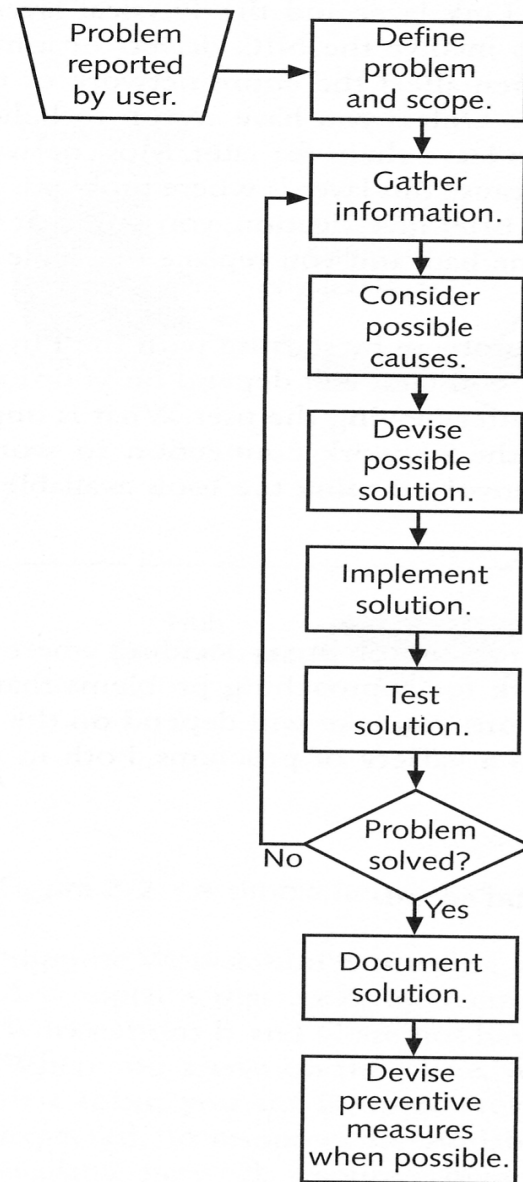 Problem
reported
by user.
Define
problem
and scope.
Gather
information.
Consider
possible
causes.
Devise
possible
solution.
Implement
solution.
Test
solution.
Problem
solved?
No
Yes
Document
solution.
Devise
preventive
measures
when possible.